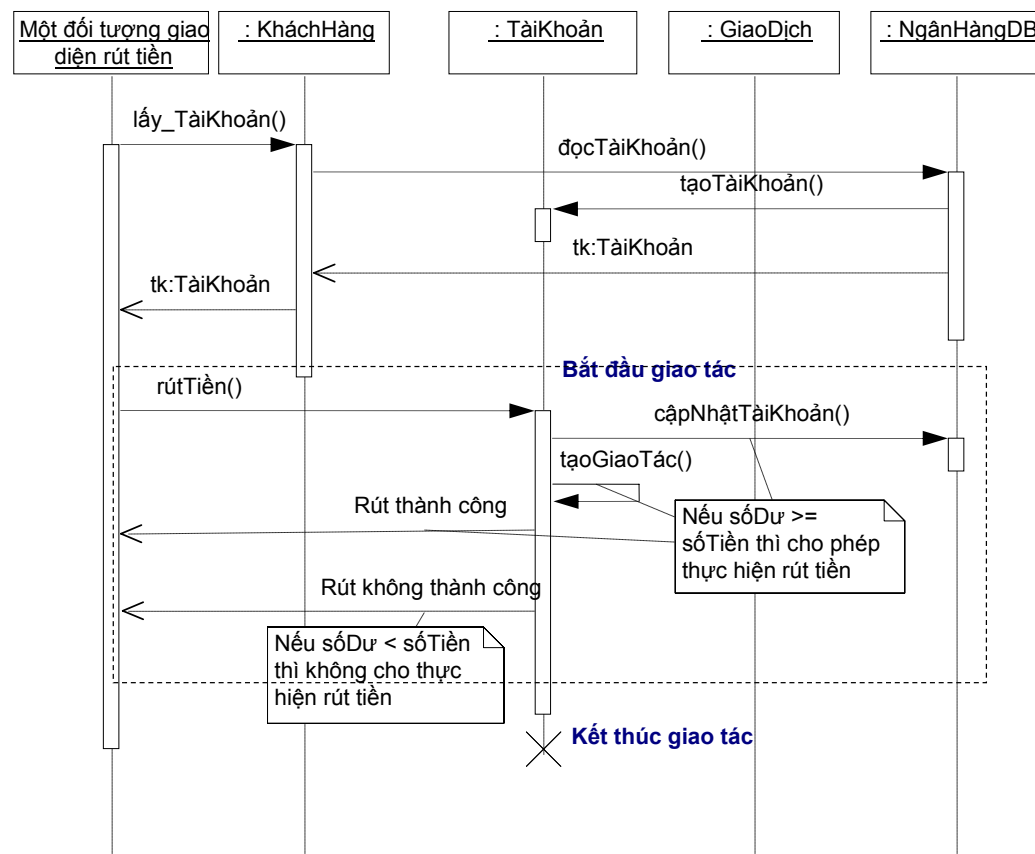 Một đối tượng giao
diện rút tiền
: KháchHàng
: TàiKhoản
: GiaoDịch
: NgânHàngDB
lấy_TàiKhoản()
đọcTàiKhoản()
tạoTàiKhoản()
tk:TàiKhoản
tk:TàiKhoản
Bắt đầu giao tác
rútTiền()
cậpNhậtTàiKhoản()
tạoGiaoTác()
Rút thành công
Nếu sốDư >=
sốTiền thì cho phép
thực hiện rút tiền
Rút không thành công
Nếu sốDư < sốTiền
thì không cho thực
hiện rút tiền
Kết thúc giao tác